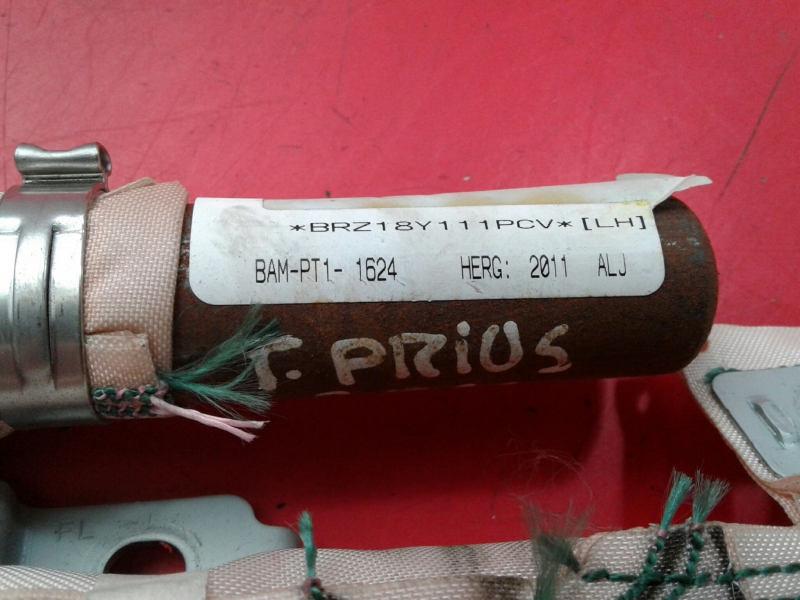 *BRZ18Y111PCV*[LH]
BAM-PT1- 1624 HERG: 2011 ALJ
T. PRiUS
FL